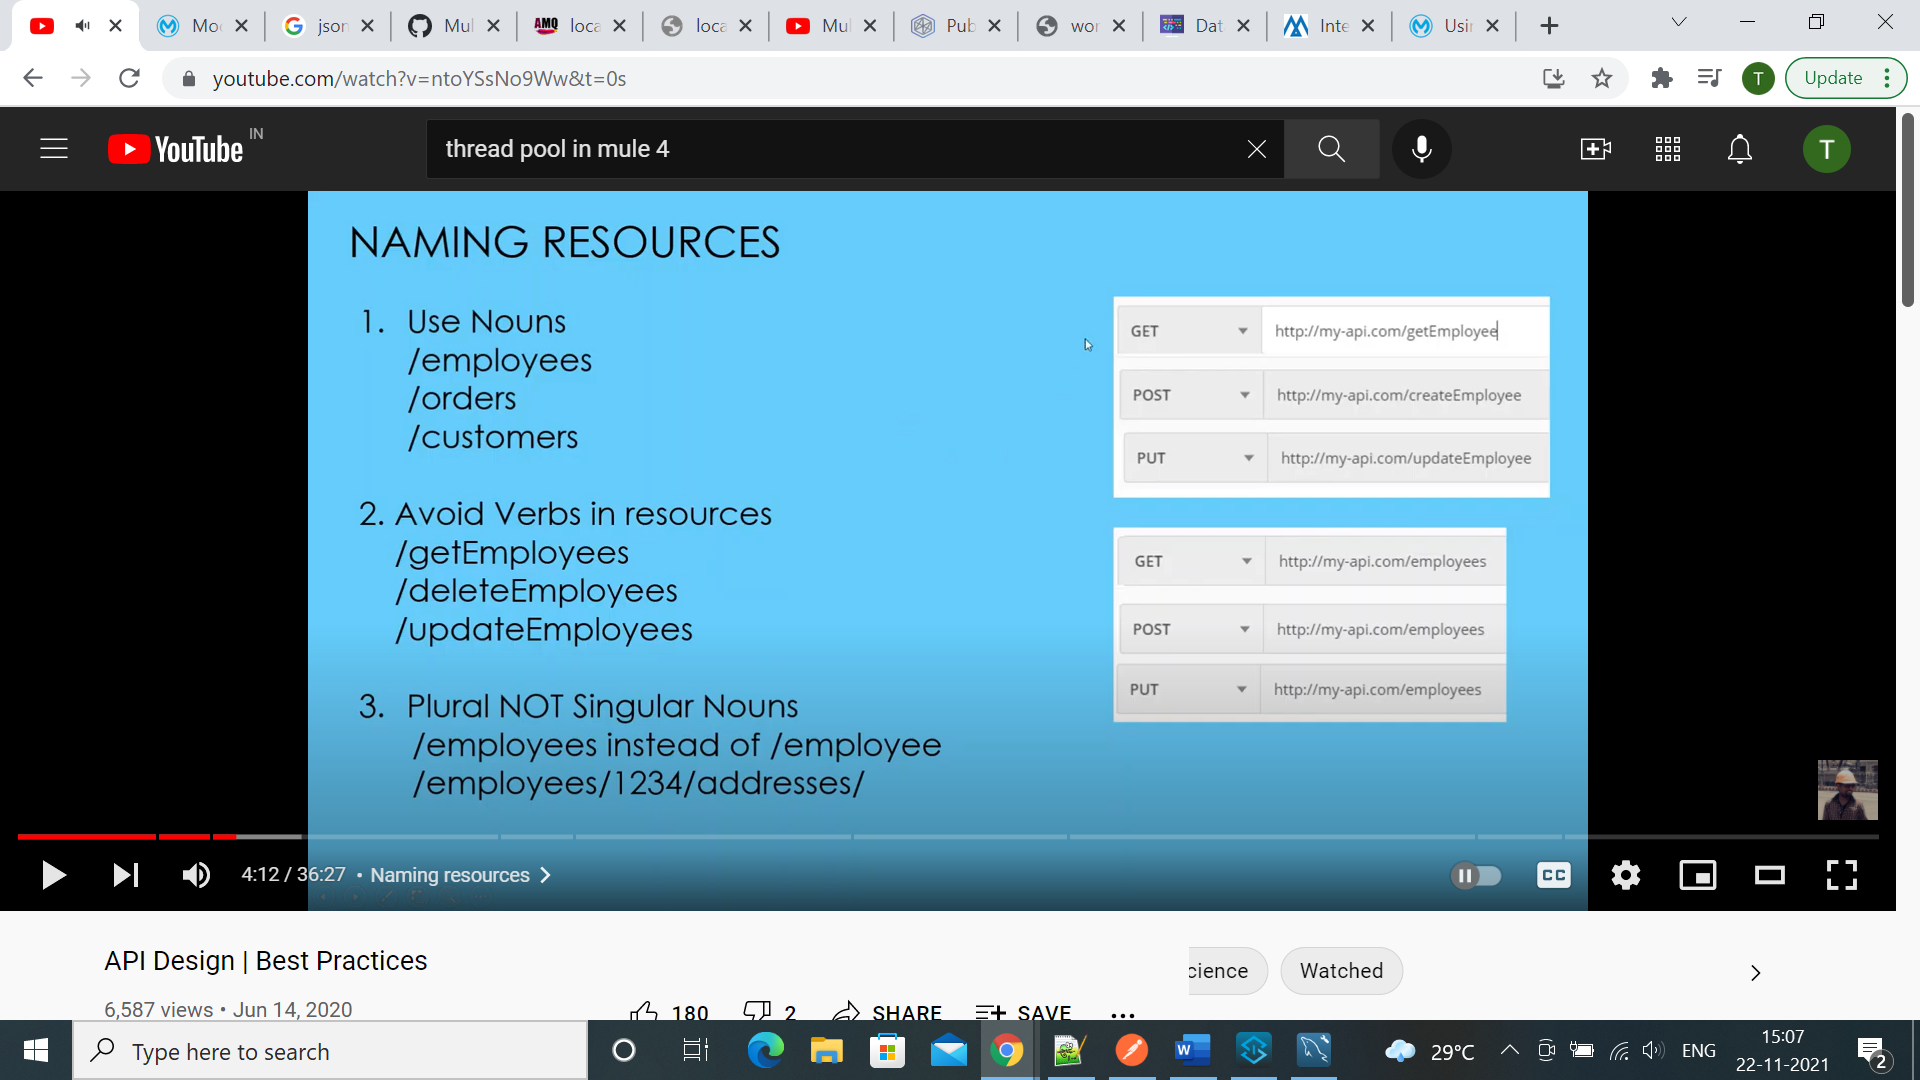 Mo
json
Mul
AMQ
loca
loca
Mul
Pub
wor
Dat
Inte
Usin
youtube.com/watch?v=ntoYSsNo9Ww&t=0s
T
Update
YouTube IN
thread pool in mule 4
T
NAMING RESOURCES
1. Use Nouns
/employees
/orders
/customers
2. Avoid Verbs in resources
/getEmployees
/deleteEmployees
/updateEmployees
3. Plural NOT Singular Nouns
/employees instead of /employee
/employees/1234/addresses/
GET http://my-api.com/getEmployee
POST http://my-api.com/createEmployee
PUT http://my-api.com/updateEmployee
GET http://my-api.com/employees
POST http://my-api.com/employees
PUT http://my-api.com/employees
4:12 / 36:27 • Naming resources
CC
API Design | Best Practices
cience
Watched
6,587 views • Jun 14, 2020
180
2
SHARE
SAVE
Type here to search
W
29°C
ENG
15:07
22-11-2021
2